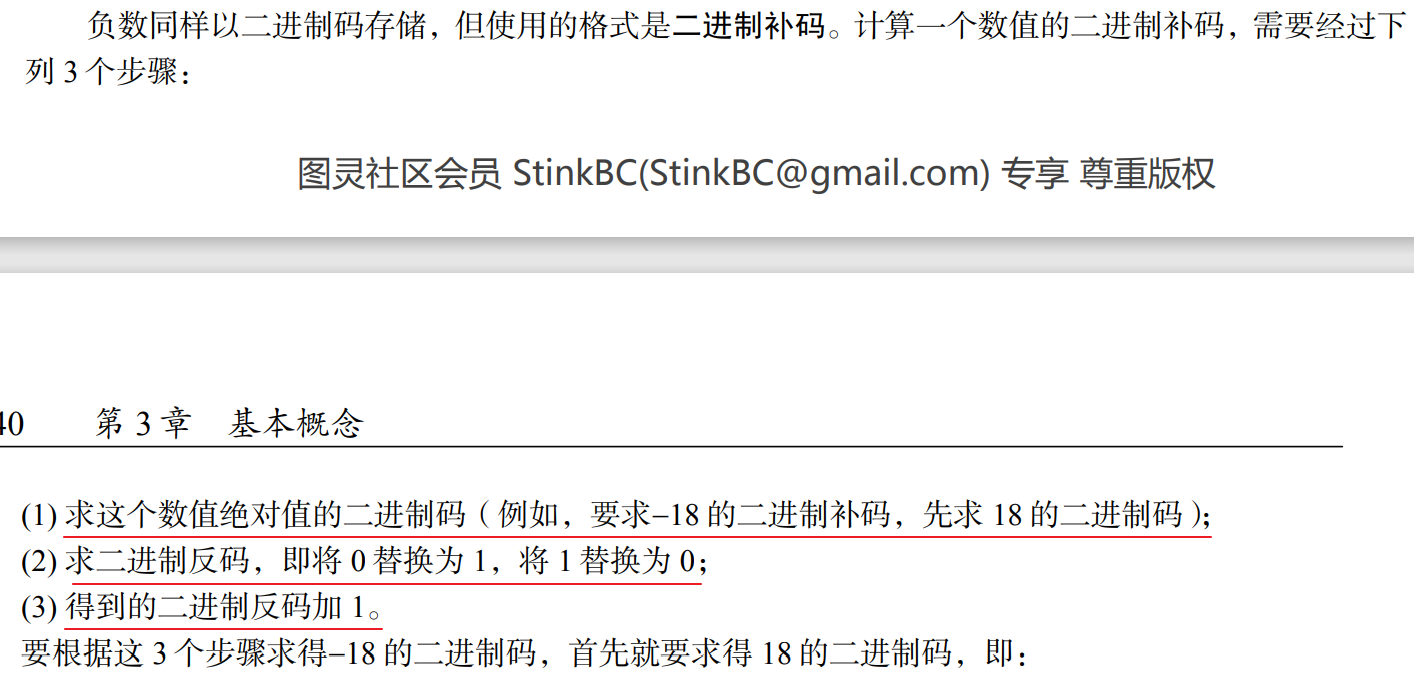 负数同样以二进制码存储，但使用的格式是二进制补码。计算一个数值的二进制补码，需要经过下
列 3 个步骤：
图灵社区会员 StinkBC(StinkBC@gmail.com) 专享 尊重版权
40 第 3 章 基本概念
(1) 求这个数值绝对值的二进制码（例如，要求–18 的二进制补码，先求 18 的二进制码）；
(2) 求二进制反码，即将 0 替换为 1，将 1 替换为 0；
(3) 得到的二进制反码加 1。
要根据这 3 个步骤求得–18 的二进制码，首先就要求得 18 的二进制码，即：